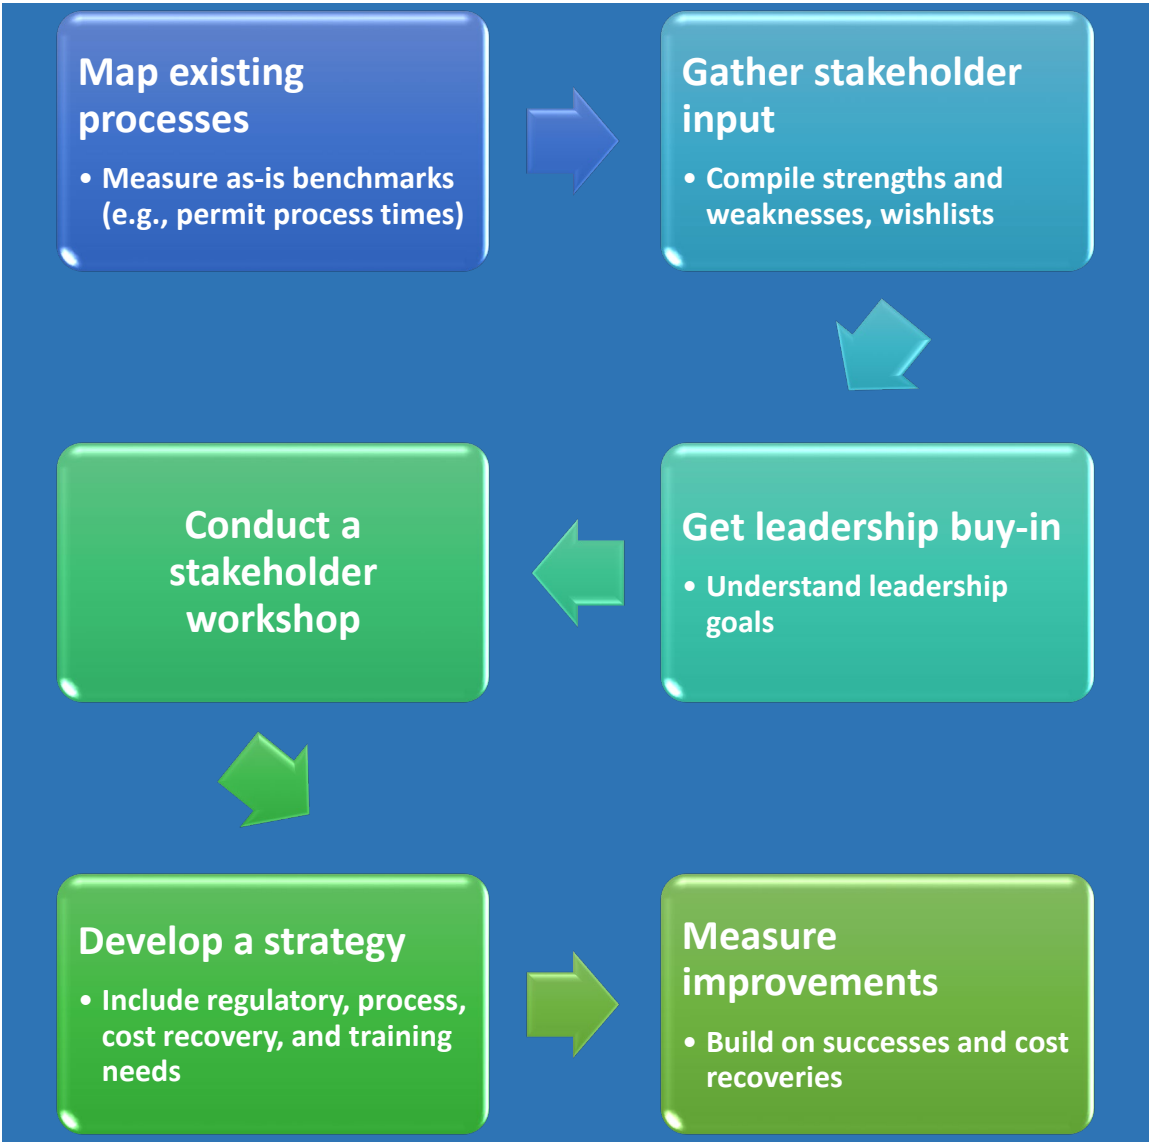 Map existing
processes
• Measure as-is benchmarks
(e.g., permit process times)
Gather stakeholder
input
• Compile strengths and
weaknesses, wishlists
Get leadership buy-in
• Understand leadership
goals
Conduct a
stakeholder
workshop
Develop a strategy
• Include regulatory, process,
cost recovery, and training
needs
Measure
improvements
• Build on successes and cost
recoveries